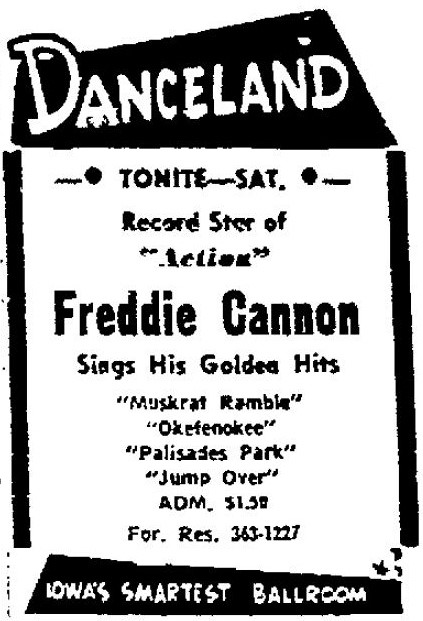 DANCELAND
TONITE—SAT.
Record Star of
"Action"
Freddie Cannon
Sings His Golden Hits
"Muskrat Ramble"
"Okefenokee"
"Palisades Park"
"Jump Over"
ADM. $1.50
For. Res. 363-1227
IOWA'S SMARTEST BALLROOM